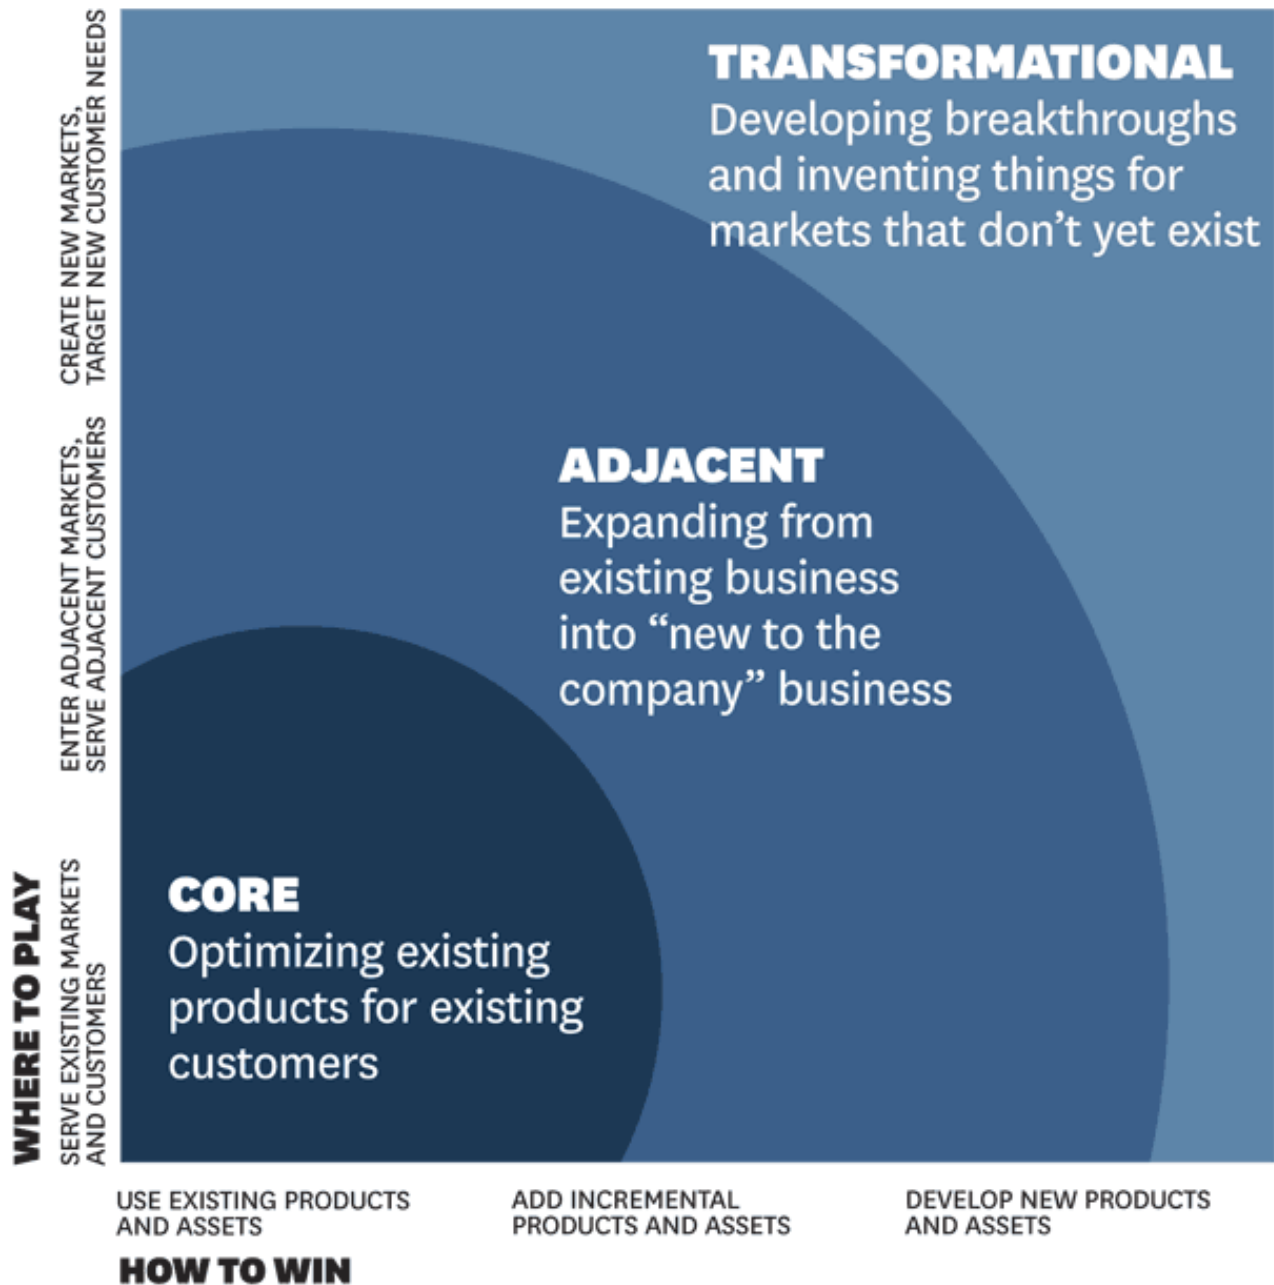 TRANSFORMATIONAL
Developing breakthroughs
and inventing things for
markets that don’t yet exist
ADJACENT
Expanding from
existing business
into “new to the
company” business
CORE
Optimizing existing
products for existing
customers
WHERE TO PLAY
CREATE NEW MARKETS,
TARGET NEW CUSTOMER NEEDS
ENTER ADJACENT MARKETS,
SERVE ADJACENT CUSTOMERS
SERVE EXISTING MARKETS
AND CUSTOMERS
USE EXISTING PRODUCTS
AND ASSETS
ADD INCREMENTAL
PRODUCTS AND ASSETS
DEVELOP NEW PRODUCTS
AND ASSETS
HOW TO WIN